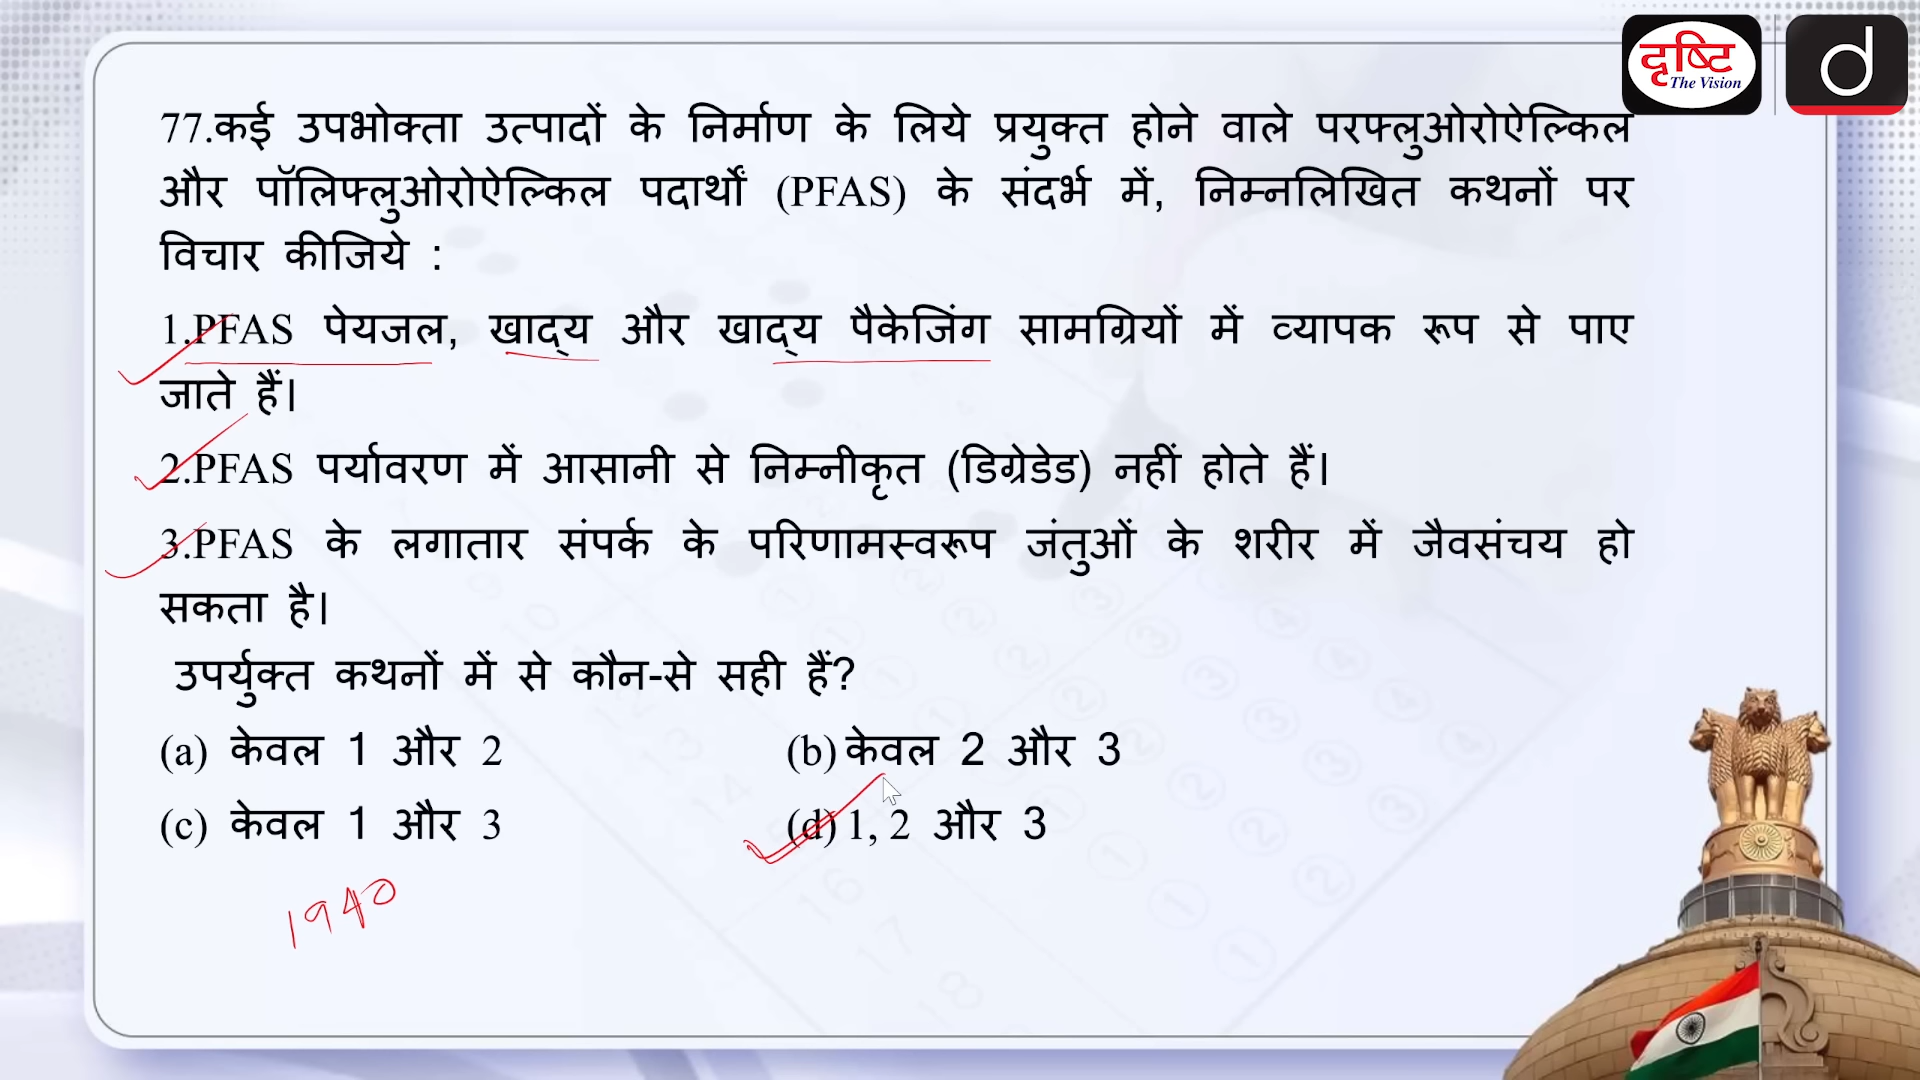 दृष्टि
The Vision
d
77.कई उपभोक्ता उत्पादों के निर्माण के लिये प्रयुक्त होने वाले परफ्लुओरोऐल्किल
और पॉलिफ्लुओरोऐल्किल पदार्थों (PFAS) के संदर्भ में, निम्नलिखित कथनों पर
विचार कीजिये :
1.PFAS पेयजल, खाद्य और खाद्य पैकेजिंग सामग्रियों में व्यापक रूप से पाए
जाते हैं।
2.PFAS पर्यावरण में आसानी से निम्नीकृत (डिग्रेडेड) नहीं होते हैं।
3.PFAS के लगातार संपर्क के परिणामस्वरूप जंतुओं के शरीर में जैवसंचय हो
सकता है।
उपर्युक्त कथनों में से कौन-से सही हैं?
(a) केवल 1 और 2 (b) केवल 2 और 3
(c) केवल 1 और 3 (d) 1, 2 और 3
1940